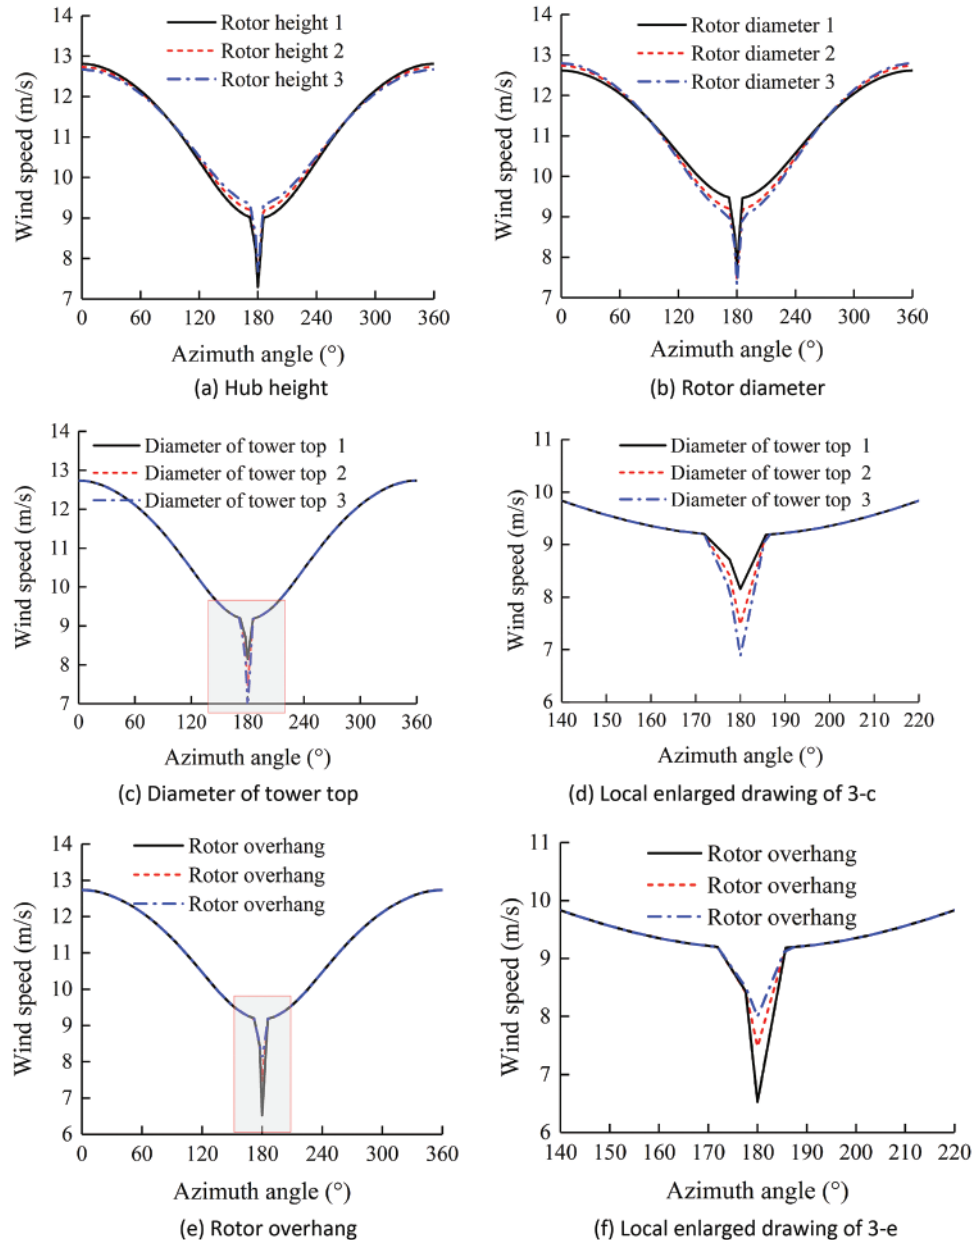 14
13
12
11
10
9
8
7
Wind speed (m/s)
Rotor height 1
Rotor height 2
Rotor height 3
0 60 120 180 240 300 360
Azimuth angle (°)
(a) Hub height
14
13
12
11
10
9
8
7
Wind speed (m/s)
Rotor diameter 1
Rotor diameter 2
Rotor diameter 3
0 60 120 180 240 300 360
Azimuth angle (°)
(b) Rotor diameter
14
13
12
11
10
9
8
7
Wind speed (m/s)
Diameter of tower top 1
Diameter of tower top 2
Diameter of tower top 3
0 60 120 180 240 300 360
Azimuth angle (°)
(c) Diameter of tower top
11
10
9
8
7
6
Wind speed (m/s)
Diameter of tower top 1
Diameter of tower top 2
Diameter of tower top 3
140 150 160 170 180 190 200 210 220
Azimuth angle (°)
(d) Local enlarged drawing of 3-c
14
13
12
11
10
9
8
7
6
Wind speed (m/s)
Rotor overhang
Rotor overhang
Rotor overhang
0 60 120 180 240 300 360
Azimuth angle (°)
(e) Rotor overhang
11
10
9
8
7
6
Wind speed (m/s)
Rotor overhang
Rotor overhang
Rotor overhang
140 150 160 170 180 190 200 210 220
Azimuth angle (°)
(f) Local enlarged drawing of 3-e